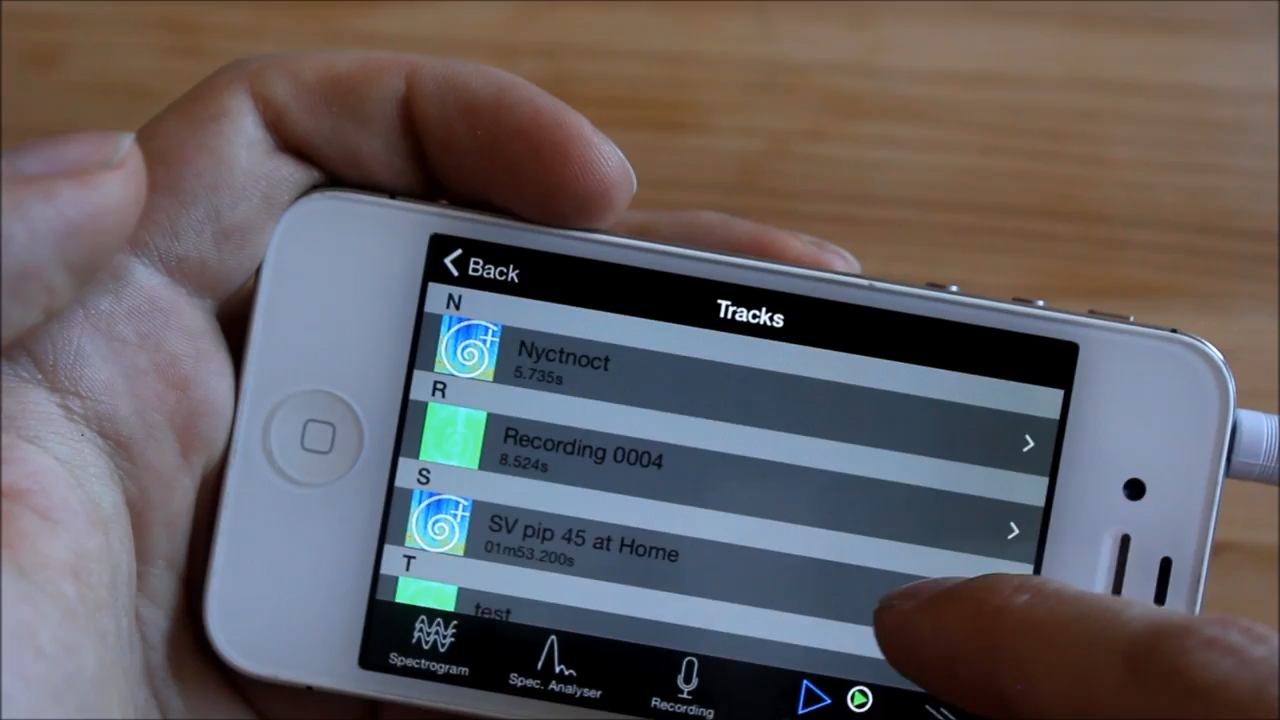 Back
Tracks
N
Nyctnoct
5.735s
R
Recording 0004
8.524s
S
SV pip 45 at Home
01m53.200s
T
test
Spectrogram
Spec. Analyser
Recording